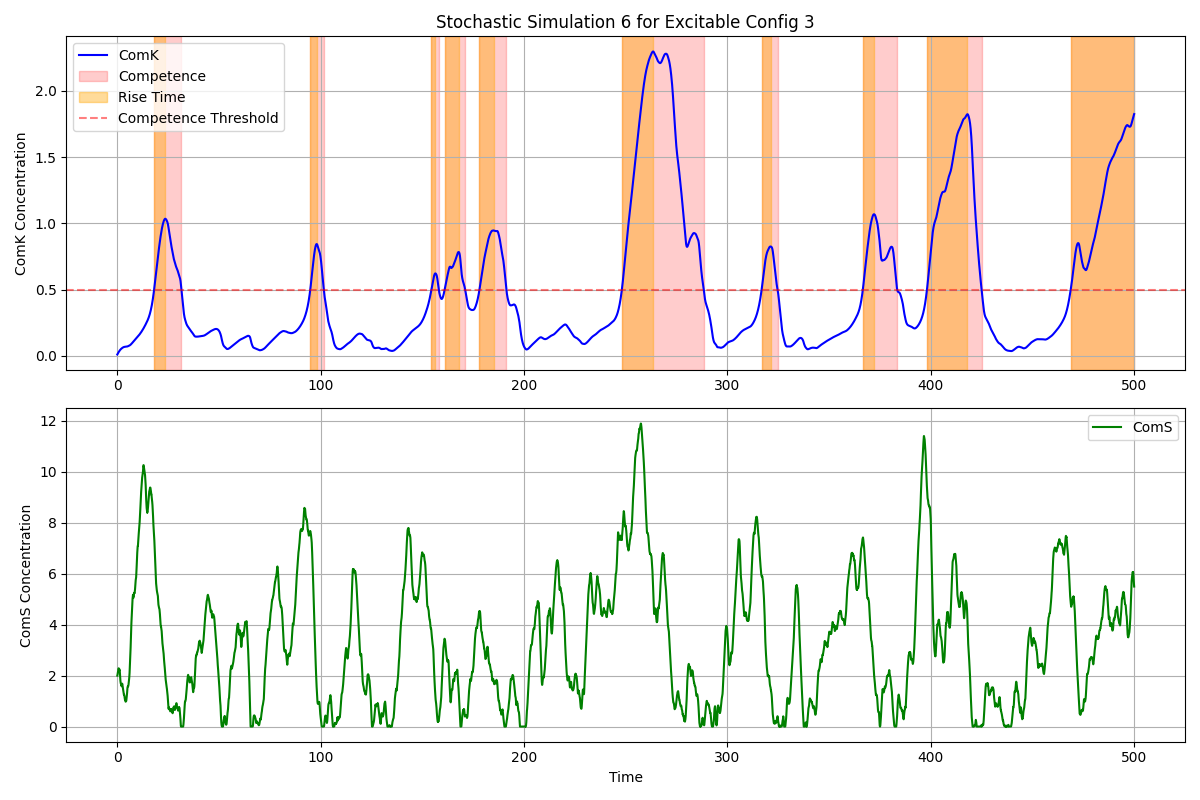 Stochastic Simulation 6 for Excitable Config 3
ComK
Competence
Rise Time
Competence Threshold
ComK Concentration
2.0
1.5
1.0
0.5
0.0
0 100 200 300 400 500
ComS
ComS Concentration
12
10
8
6
4
2
0
0 100 200 300 400 500
Time